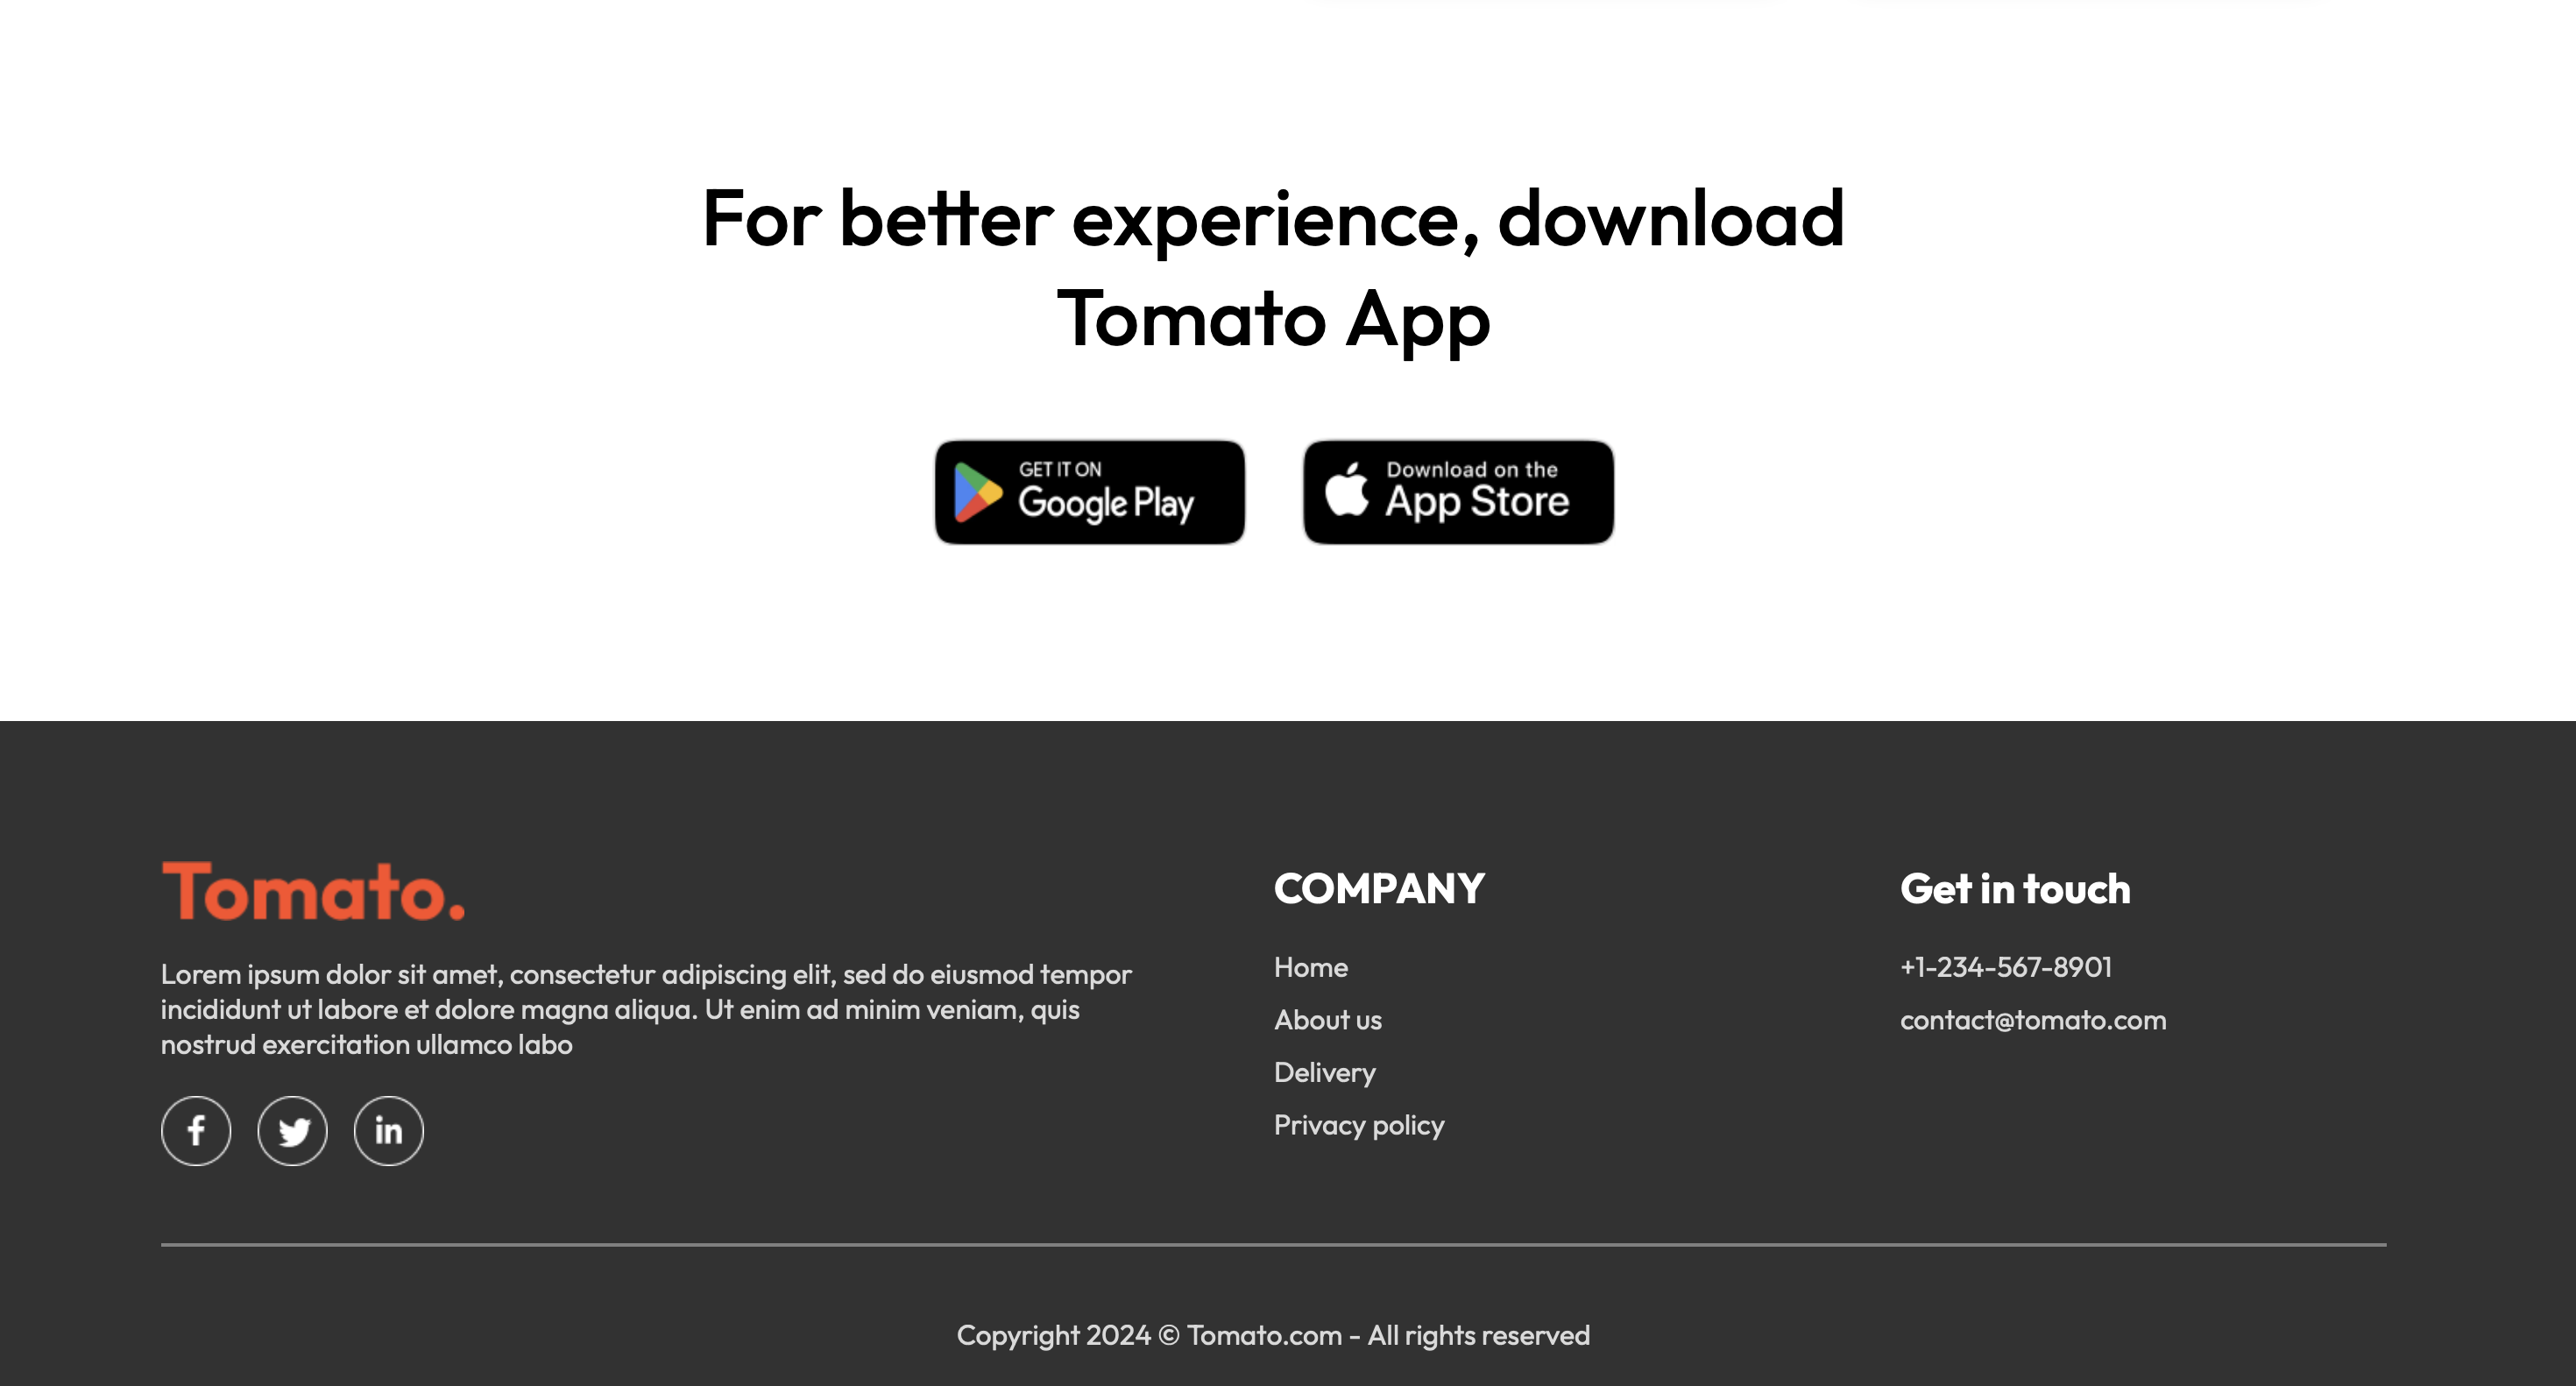 For better experience, download
Tomato App
GET IT ON
Google Play
Download on the
App Store
Tomato.
Lorem ipsum dolor sit amet, consectetur adipiscing elit, sed do eiusmod tempor
incididunt ut labore et dolore magna aliqua. Ut enim ad minim veniam, quis
nostrud exercitation ullamco labo
f
in
COMPANY
Home
About us
Delivery
Privacy policy
Get in touch
+1-234-567-8901
contact@tomato.com
Copyright 2024 © Tomato.com - All rights reserved